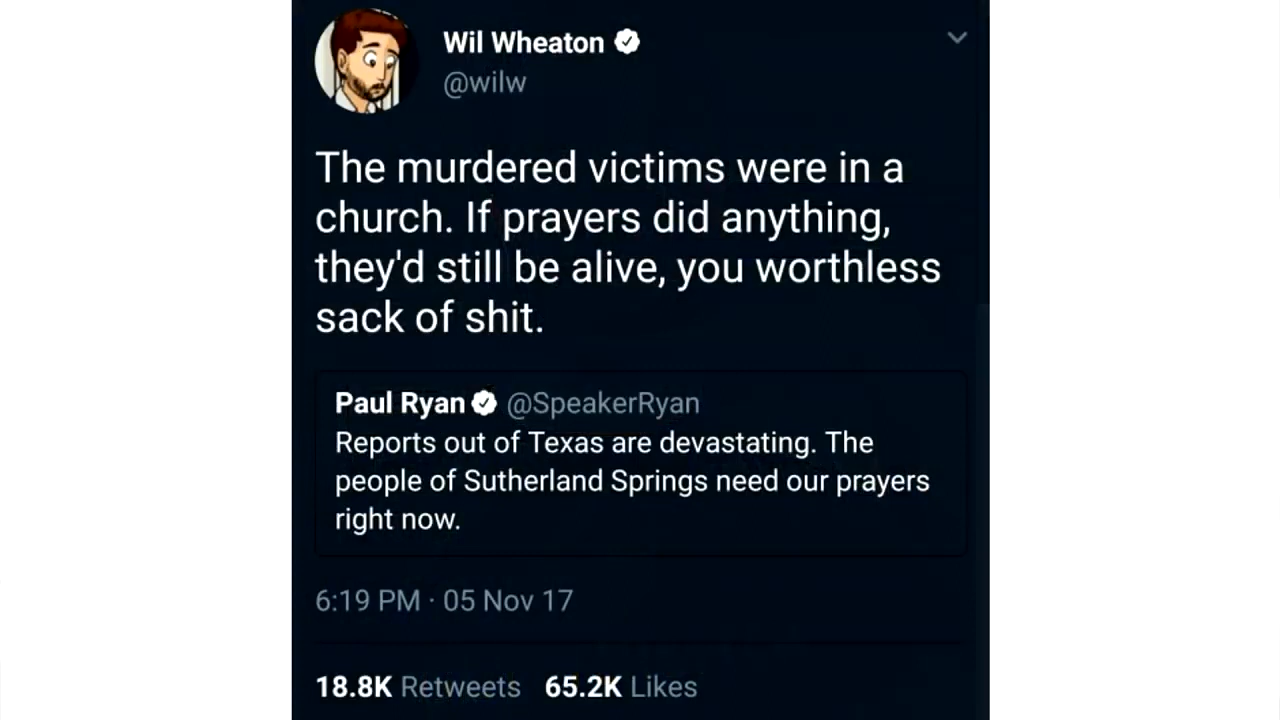 Wil Wheaton
@wilw
The murdered victims were in a
church. If prayers did anything,
they'd still be alive, you worthless
sack of shit.
Paul Ryan @SpeakerRyan
Reports out of Texas are devastating. The
people of Sutherland Springs need our prayers
right now.
6:19 PM · 05 Nov 17
18.8K Retweets 65.2K Likes